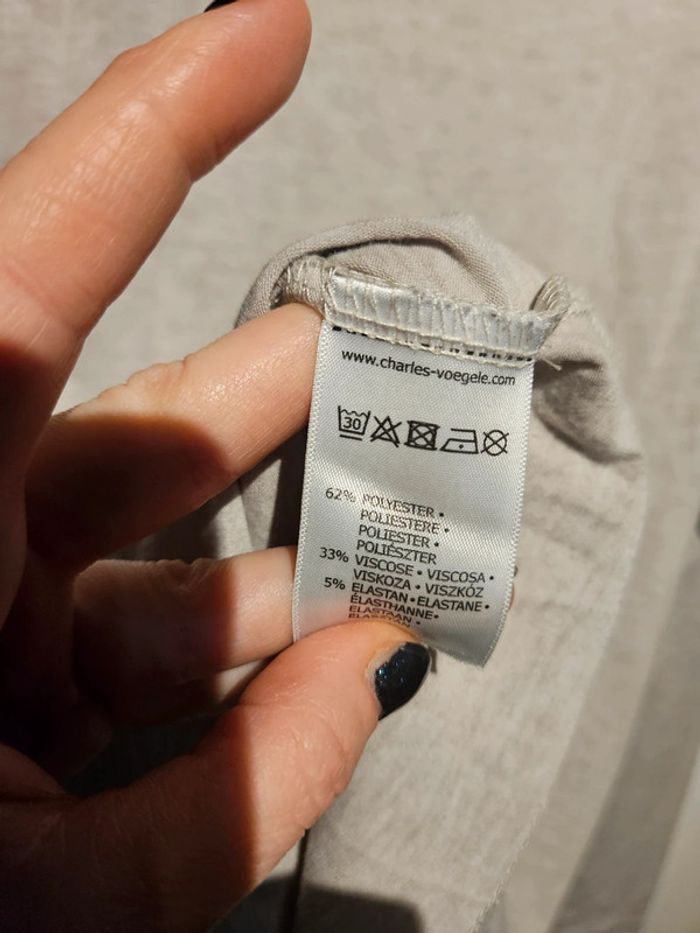 www.charles-voegele.com
30
62% POLYESTER •
POLIESTERE •
POLIESTER •
POLIÉSZTER
33% VISCOSE • VISCOSA •
VISKOZA • VISZKÓZ
5% ELASTAN • ELASTANE •
ÉLASTHANNE •
ELASTAAN •